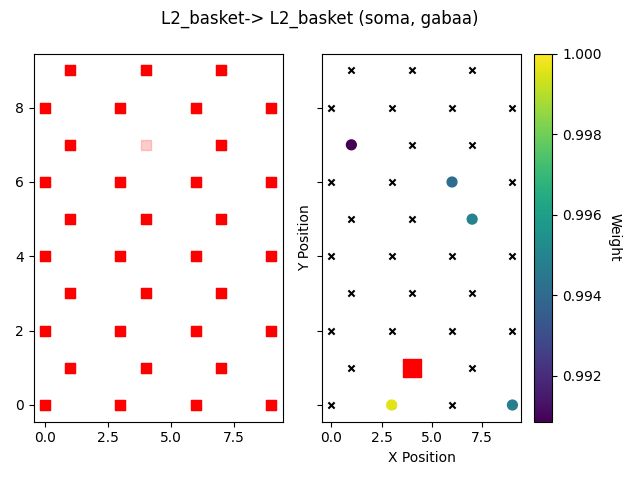 L2_basket-> L2_basket (soma, gabaa)
8
6
4
2
0
0.0 2.5 5.0 7.5
Y Position
0.0 2.5 5.0 7.5
X Position
1.000
0.998
0.996
0.994
0.992
Weight